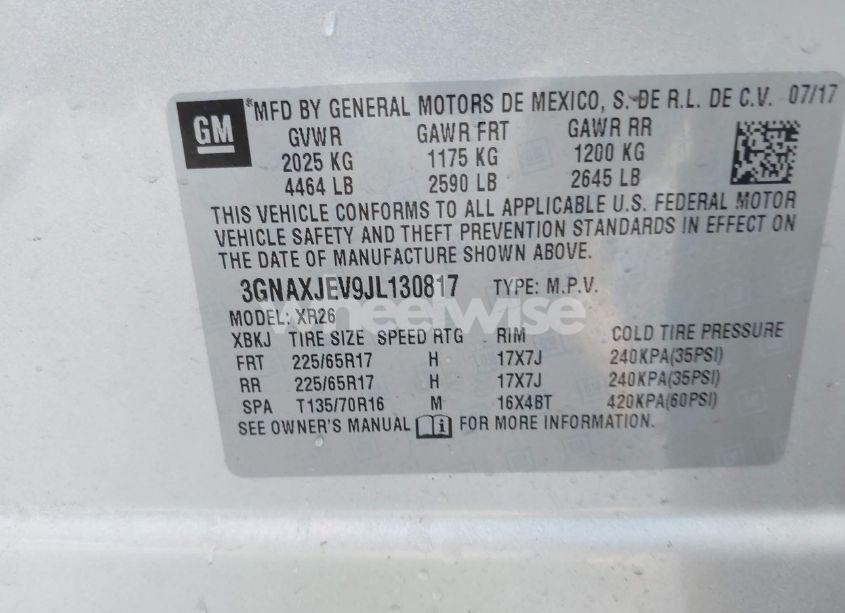 GM
*MFD BY GENERAL MOTORS DE MEXICO, S. DE R.L. DE C.V. 07/17
GVWR GAWR FRT GAWR RR
2025 KG 1175 KG 1200 KG
4464 LB 2590 LB 2645 LB
THIS VEHICLE CONFORMS TO ALL APPLICABLE U.S. FEDERAL MOTOR
VEHICLE SAFETY AND THEFT PREVENTION STANDARDS IN EFFECT ON
THE DATE OF MANUFACTURE SHOWN ABOVE.
3GNAXJEV9JL130817 TYPE: M.P.V.
MODEL: XR26
wheelwise
XBKJ TIRE SIZE SPEED RTG RIM COLD TIRE PRESSURE
FRT 225/65R17 H 17X7J 240KPA(35PSI)
RR 225/65R17 H 17X7J 240KPA(35PSI)
SPA T135/70R16 M 16X4BT 420KPA(60PSI)
SEE OWNER'S MANUAL FOR MORE INFORMATION.